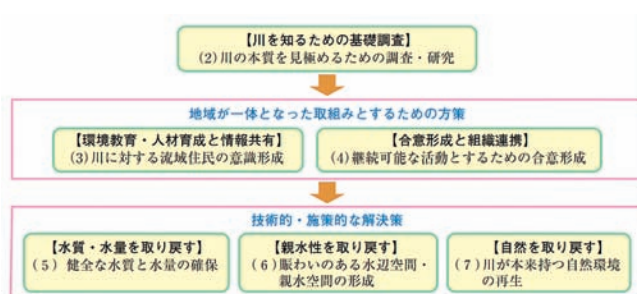 【川を知るための基礎調査】
(2)川の本質を見極めるための調査・研究
地域が一体となった取組みとするための方策
【環境教育・人材育成と情報共有】
(3)川に対する流域住民の意識形成
【合意形成と組織連携】
(4)継続可能な活動とするための合意形成
技術的・施策的な解決策
【水質・水量を取り戻す】
(5) 健全な水質と水量の確保
【親水性を取り戻す】
(6)賑わいのある水辺空間・
親水空間の形成
【自然を取り戻す】
(7)川が本来持つ自然環境
の再生